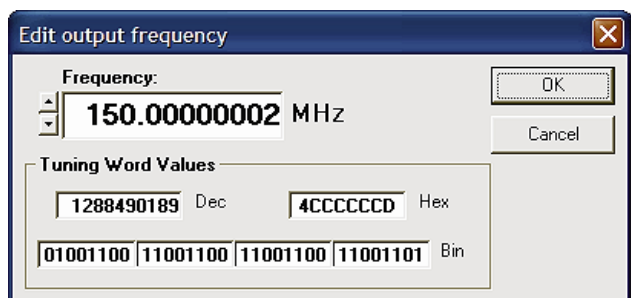 Edit output frequency
Frequency:
150.00000002 MHz
OK
Cancel
Tuning Word Values
1288490189 Dec 4CCCCCCD Hex
01001100 11001100 11001100 11001101 Bin